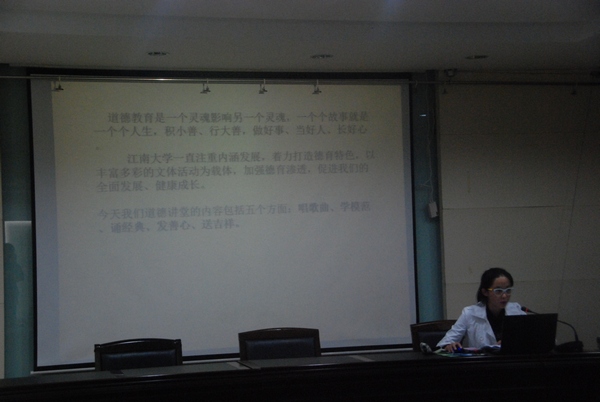 道德教育是一个灵魂影响另一个灵魂。一个个故事就是
一个个人生。积小善、行大善。做好事、当好人、长好心
。
江南大学一直注重内涵发展，着力打造德育特色，以
丰富多彩的文体活动为载体，加强德育渗透，促进我们的
全面发展、健康成长。
今天我们道德讲堂的内容包括五个方面：唱歌曲、学模范
、诵经典、发善心、送吉祥。